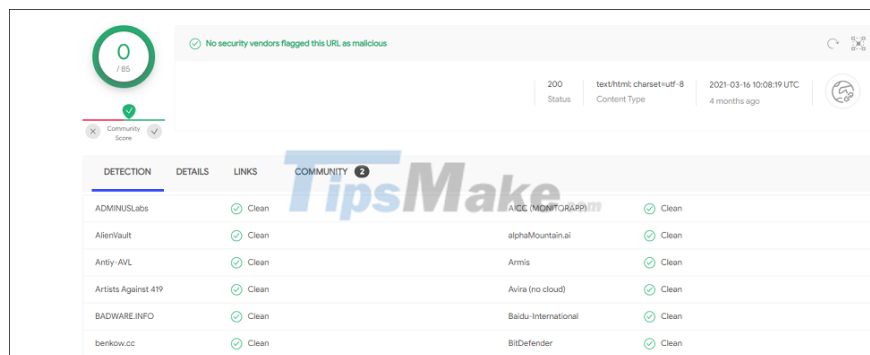 0
/ 85
No security vendors flagged this URL as malicious
200
Status
text/html; charset=utf-8
Content Type
2021-03-16 10:08:19 UTC
4 months ago
Community
Score
DETECTION DETAILS LINKS COMMUNITY 2
TipsMake.com
ADMINUSLabs Clean AICC (MONITORAPP) Clean
AlienVault Clean alphaMountain.ai Clean
Antiy-AVL Clean Armis Clean
Artists Against 419 Clean Avira (no cloud) Clean
BADWARE.INFO Clean Baidu-International Clean
benkow.cc Clean BitDefender Clean